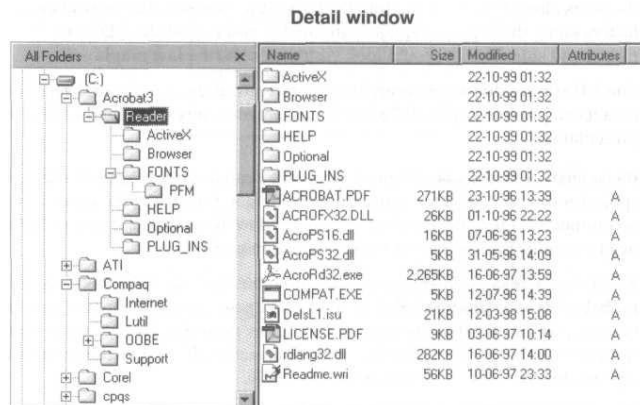 Detail window
All Folders × Name Size Modified Attributes
(C:)
Acrobat3
Reader
ActiveX
Browser
FONTS
PFM
HELP
Optional
PLUG_INS
ATI
Compaq
Internet
Lutil
OOBE
Support
Corel
cpqs
ActiveX 22-10-99 01:32
Browser 22-10-99 01:32
FONTS 22-10-99 01:32
HELP 22-10-99 01:32
Optional 22-10-99 01:32
PLUG_INS 22-10-99 01:32
ACROBAT.PDF 271KB 23-10-96 13:39 A
ACROFX32.DLL 26KB 01-10-96 22:22 A
AcroPS16.dll 16KB 07-06-96 13:23 A
AcroPS32.dll 5KB 31-05-96 14:09 A
AcroRd32.exe 2,265KB 16-06-97 13:59 A
COMPAT.EXE 5KB 12-07-96 14:39 A
DelsL1.isu 21KB 12-03-98 15:08 A
LICENSE.PDF 9KB 03-06-97 10:14 A
rdlang32.dll 282KB 16-06-97 14:00 A
Readme.wri 56KB 10-06-97 23:33 A